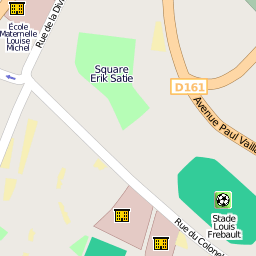 École
Maternelle
Louise
Michel
Rue de la Div
Square
Erik Satie
D161
Avenue Paul Vaill
Stade
Louis
Frebault
Rue du Colonel